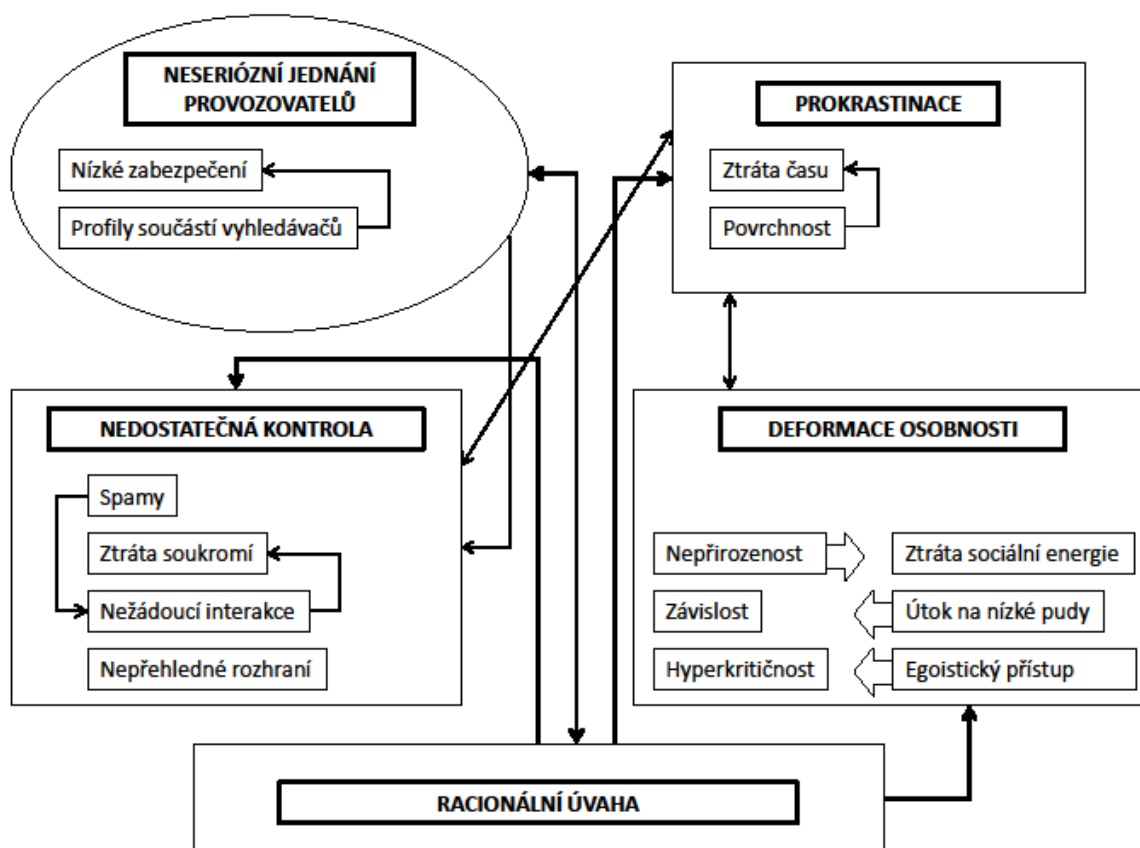 NESERIÓZNÍ JEDNÁNÍ
PROVOZOVATELŮ
Nízké zabezpečení
Profily součástí vyhledávačů
PROKRASTINACE
Ztráta času
Povrchnost
NEDOSTATEČNÁ KONTROLA
Spamy
Ztráta soukromí
Nežádoucí interakce
Nepřehledné rozhraní
DEFORMACE OSOBNOSTI
Nepřirozenost
Ztráta sociální energie
Závislost
Útok na nízké pudy
Hyperkritičnost
Egoistický přístup
RACIONÁLNÍ ÚVAHA